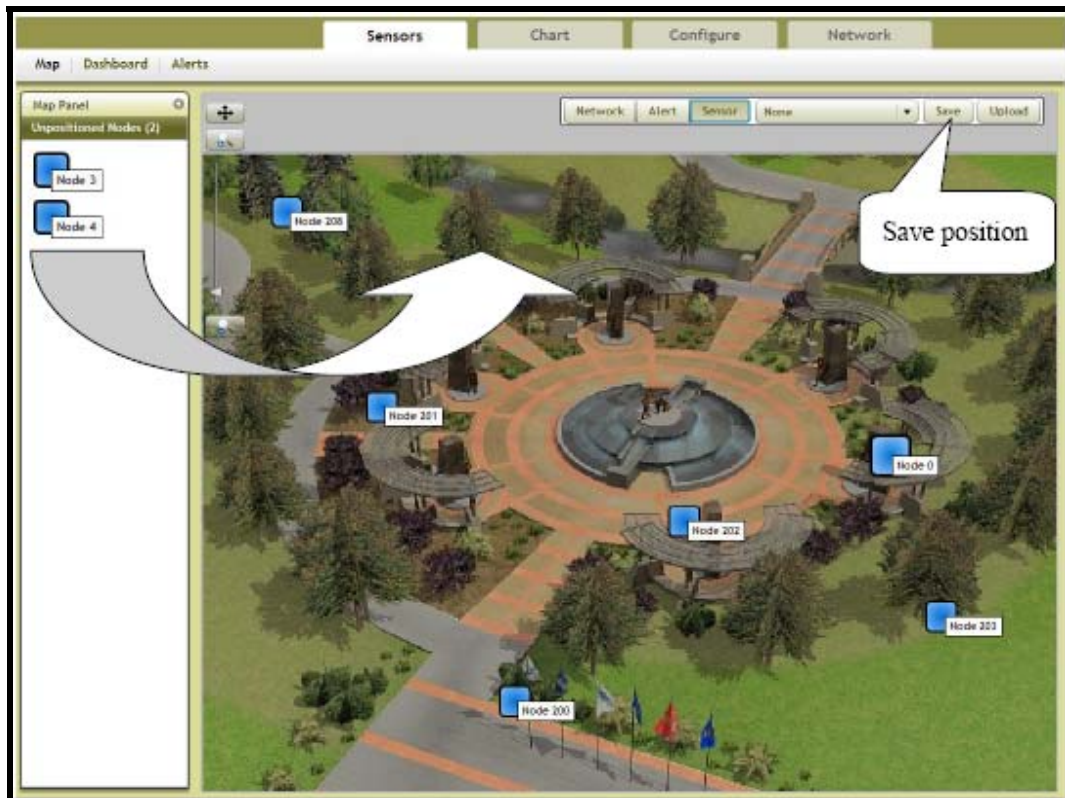 Sensors Chart Configure Network
Map Dashboard Alerts
Map Panel
Unpositioned Nodes (2)
Network Alert Sensor None Save Upload
Node 3
Node 4
Node 208
Save position
Node 201
Node 0
Node 202
Node 203
Node 200